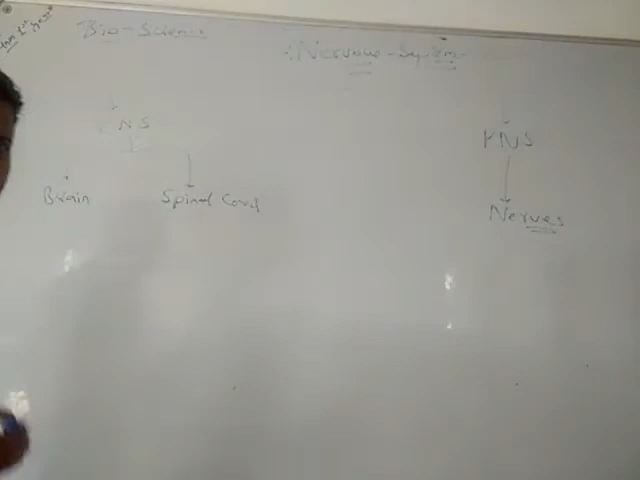 Bio-Science
:Nervous-System-
NS
PNS
Brain
Spinal Cord
Nerves